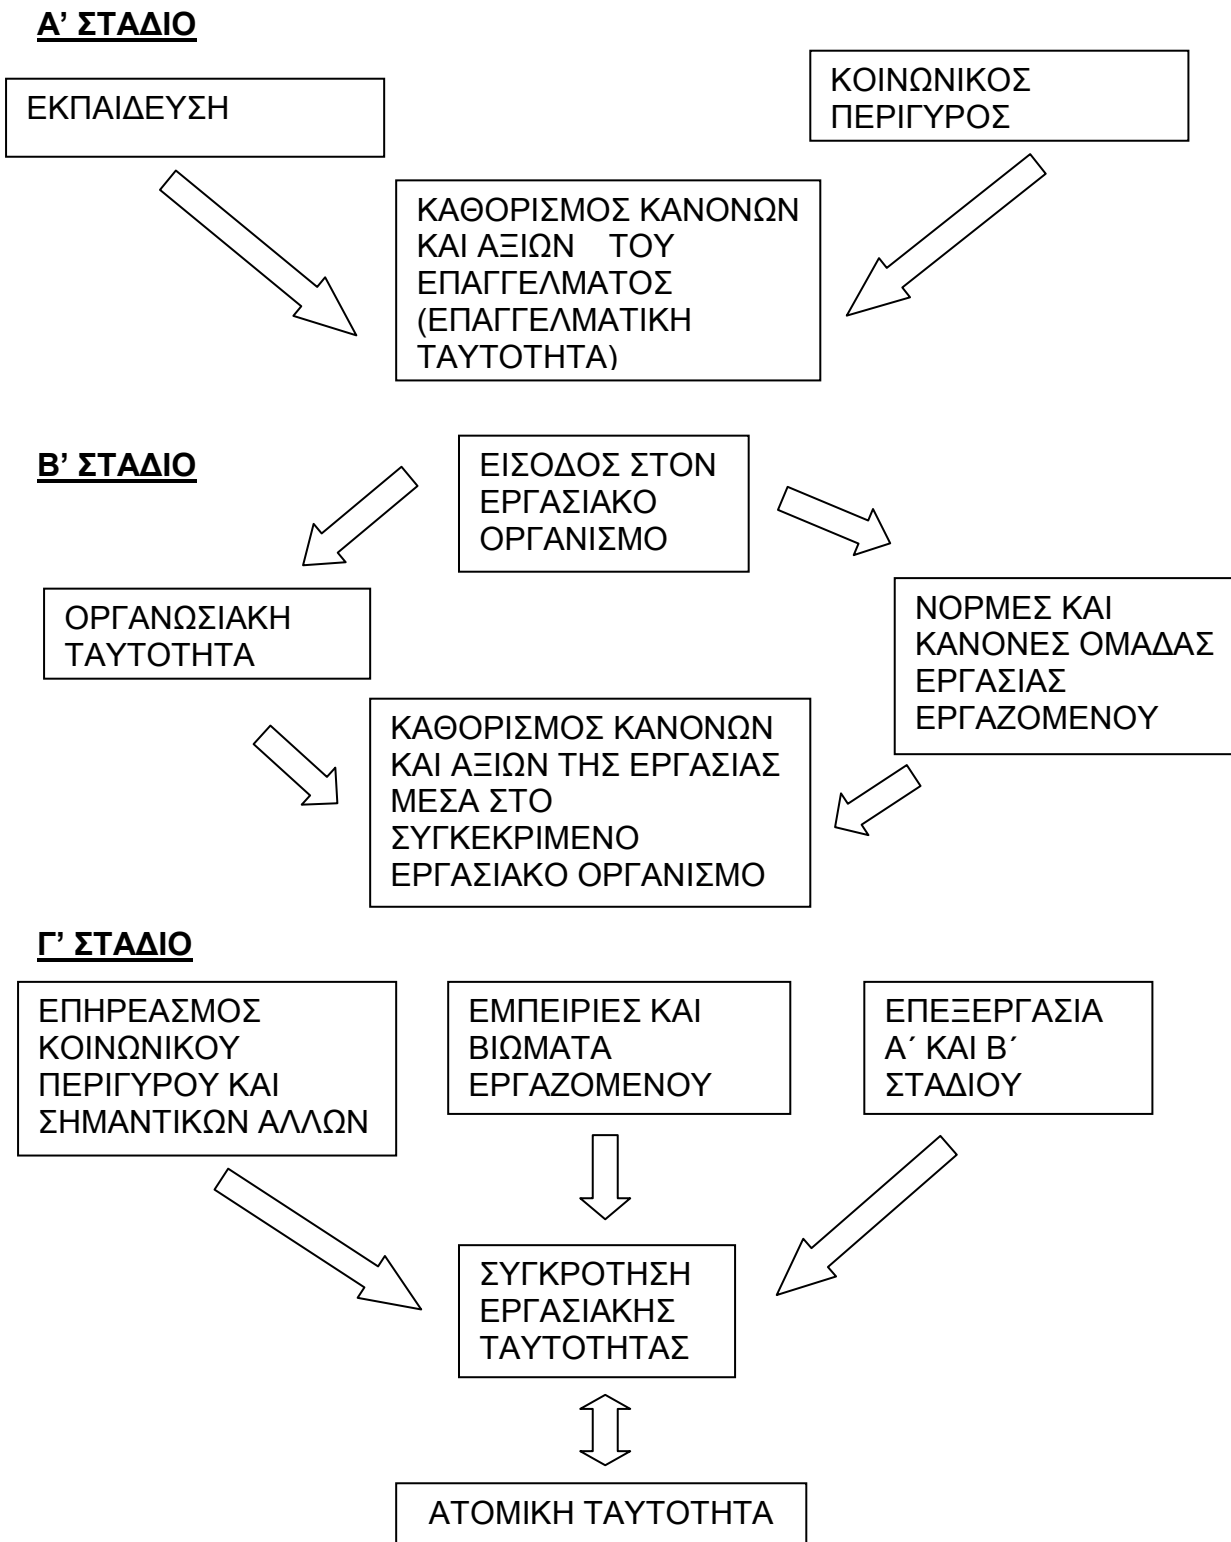 Α’ ΣΤΑΔΙΟ
ΕΚΠΑΙΔΕΥΣΗ
ΚΟΙΝΩΝΙΚΟΣ
ΠΕΡΙΓΥΡΟΣ
ΚΑΘΟΡΙΣΜΟΣ ΚΑΝΟΝΩΝ
ΚΑΙ ΑΞΙΩΝ ΤΟΥ
ΕΠΑΓΓΕΛΜΑΤΟΣ
(ΕΠΑΓΓΕΛΜΑΤΙΚΗ
ΤΑΥΤΟΤΗΤΑ)
Β’ ΣΤΑΔΙΟ
ΕΙΣΟΔΟΣ ΣΤΟΝ
ΕΡΓΑΣΙΑΚΟ
ΟΡΓΑΝΙΣΜΟ
ΟΡΓΑΝΩΣΙΑΚΗ
ΤΑΥΤΟΤΗΤΑ
ΝΟΡΜΕΣ ΚΑΙ
ΚΑΝΟΝΕΣ ΟΜΑΔΑΣ
ΕΡΓΑΣΙΑΣ
ΕΡΓΑΖΟΜΕΝΟΥ
ΚΑΘΟΡΙΣΜΟΣ ΚΑΝΟΝΩΝ
ΚΑΙ ΑΞΙΩΝ ΤΗΣ ΕΡΓΑΣΙΑΣ
ΜΕΣΑ ΣΤΟ
ΣΥΓΚΕΚΡΙΜΕΝΟ
ΕΡΓΑΣΙΑΚΟ ΟΡΓΑΝΙΣΜΟ
Γ’ ΣΤΑΔΙΟ
ΕΠΗΡΕΑΣΜΟΣ
ΚΟΙΝΩΝΙΚΟΥ
ΠΕΡΙΓΥΡΟΥ ΚΑΙ
ΣΗΜΑΝΤΙΚΩΝ ΑΛΛΩΝ
ΕΜΠΕΙΡΙΕΣ ΚΑΙ
ΒΙΩΜΑΤΑ
ΕΡΓΑΖΟΜΕΝΟΥ
ΕΠΕΞΕΡΓΑΣΙΑ
Α΄ ΚΑΙ Β΄
ΣΤΑΔΙΟΥ
ΣΥΓΚΡΟΤΗΣΗ
ΕΡΓΑΣΙΑΚΗΣ
ΤΑΥΤΟΤΗΤΑΣ
ΑΤΟΜΙΚΗ ΤΑΥΤΟΤΗΤΑ